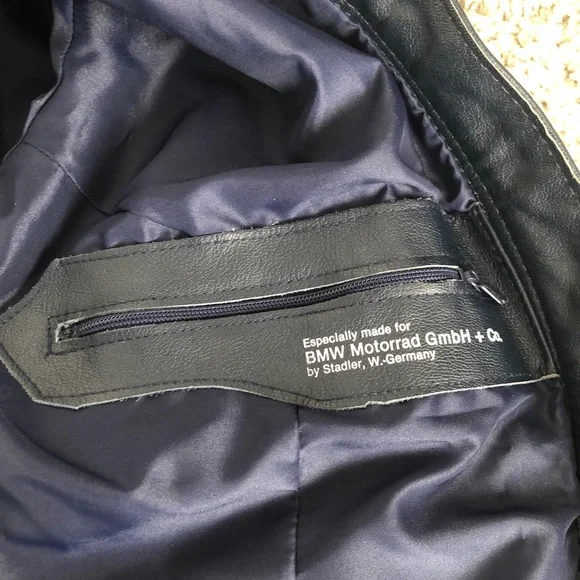 Especially made for
BMW Motorrad GmbH + Co.
by Stadler, W.-Germany